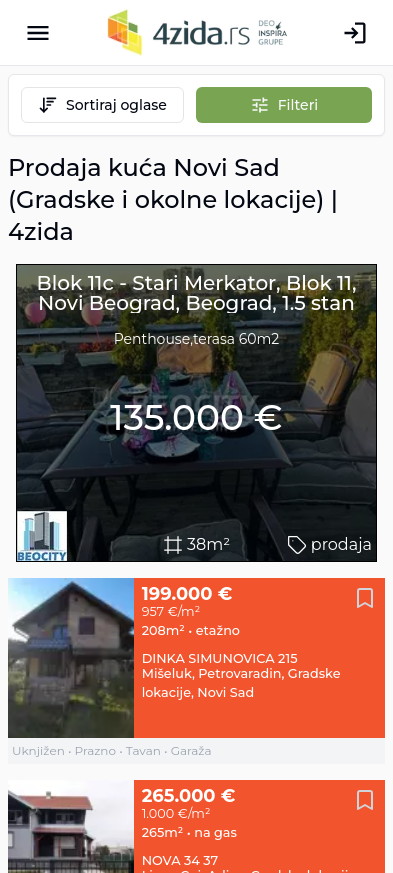 4zida.rs
DEO
INSPIRA
GRUPE
Sortiraj oglase
Filteri
Prodaja kuća Novi Sad
(Gradske i okolne lokacije) |
4zida
Blok 11c - Stari Merkator, Blok 11,
Novi Beograd, Beograd, 1.5 stan
Penthouse,terasa 60m2
135.000 €
BEOCITY
38m²
prodaja
199.000 €
957 €/m²
208m² • etažno
DINKA SIMUNOVICA 215
Mišeluk, Petrovaradin, Gradske
lokacije, Novi Sad
Uknjižen • Prazno • Tavan • Garaža
265.000 €
1.000 €/m²
265m² • na gas
NOVA 34 37